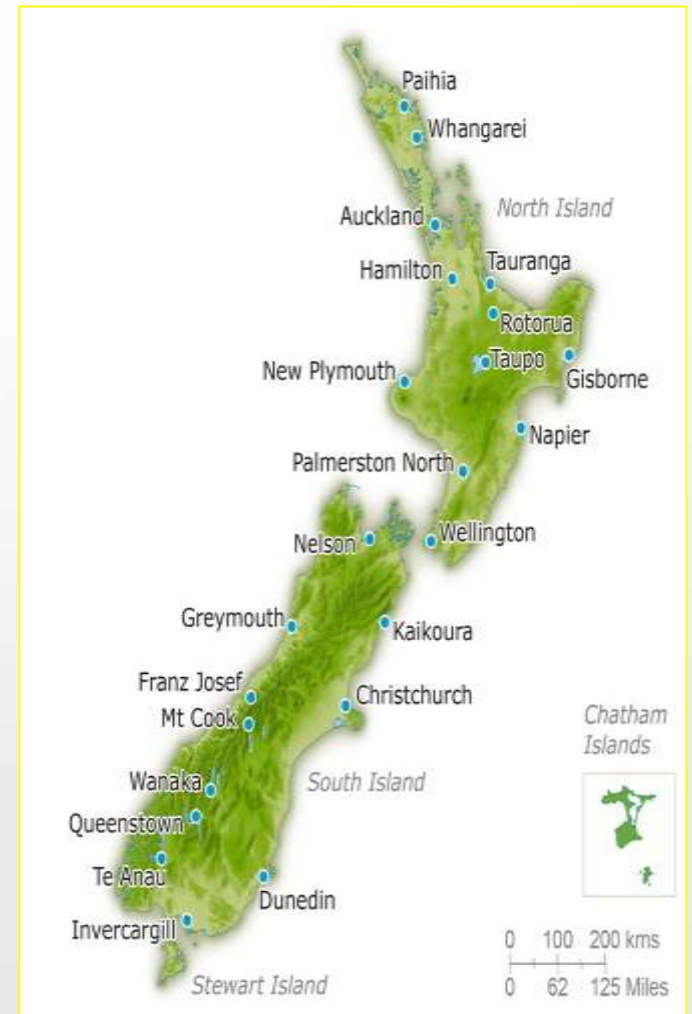 Paihia
Whangarei
North Island
Auckland
Tauranga
Hamilton
Rotorua
Taupo
New Plymouth
Gisborne
Napier
Palmerston North
Wellington
Nelson
Greymouth
Kaikoura
Franz Josef
Christchurch
Mt Cook
Chatham
Islands
Wanaka
South Island
Queenstown
Te Anau
Dunedin
Invercargill
Stewart Island
0 100 200 kms
0 62 125 Miles